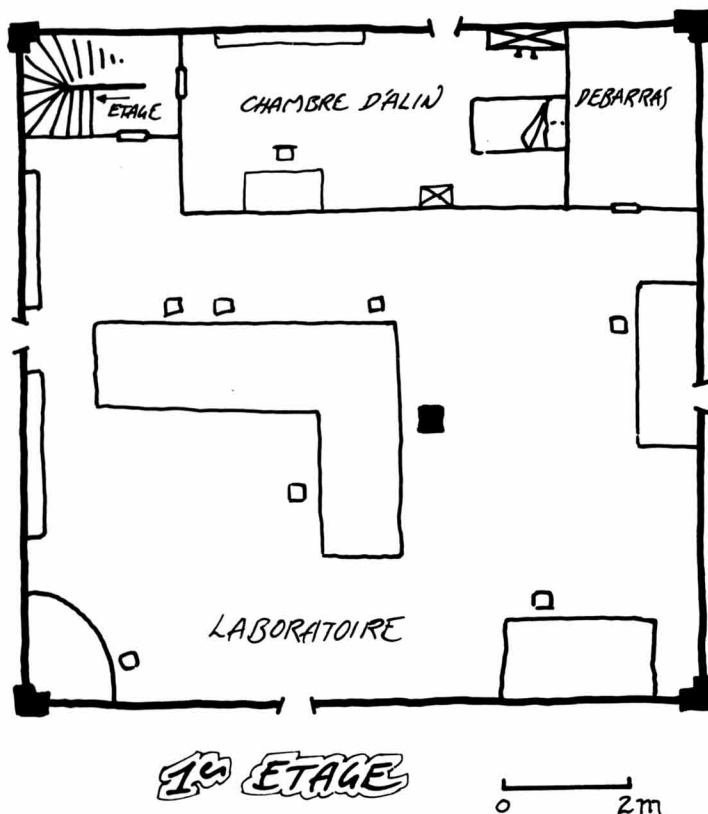 CHAMBRE D'ALIN
DEBARRAS
ETAGE
LABORATOIRE
1er ETAGE
0 2m